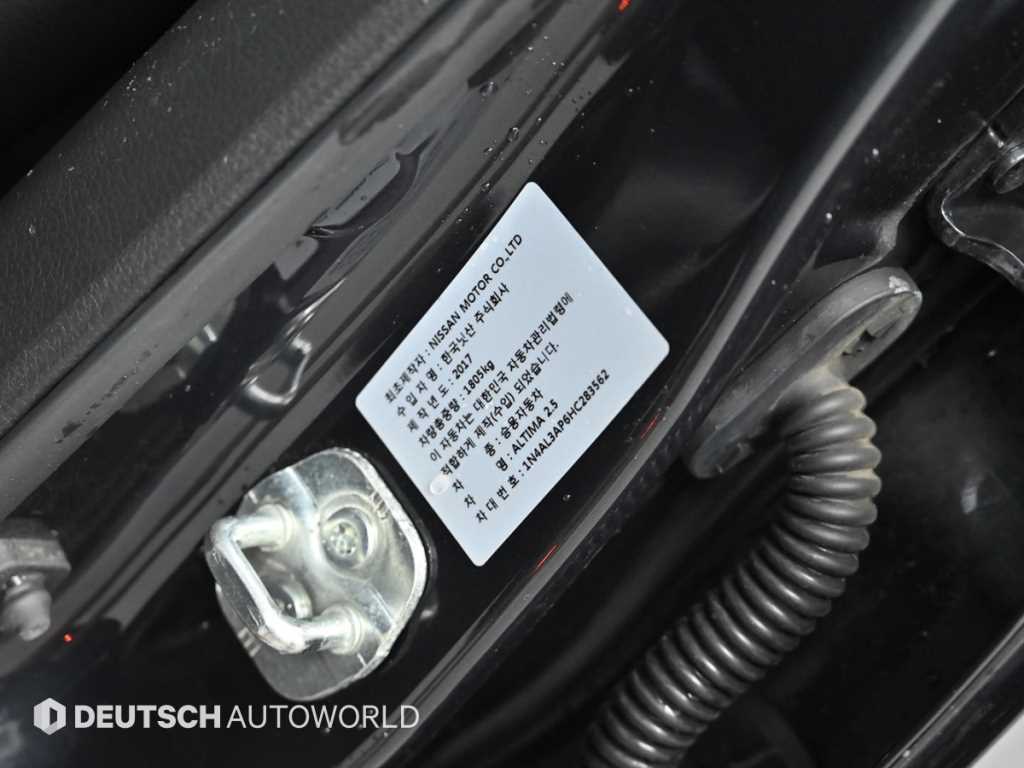 최초제작자 : NISSAN MOTOR CO.,LTD
수 입 자 명 : 한국닛산 주식회사
제 작 년 도 : 2017
차량총중량 : 1805kg
이 자동차는 대한민국 자동차관리법령에
적합하게 제작(수입) 되었습니다.
차 종 : 승용자동차
차 명 : ALTIMA 2.5
차 대 번 호 : 1N4AL3AP6HC283562
DEUTSCH AUTOWORLD